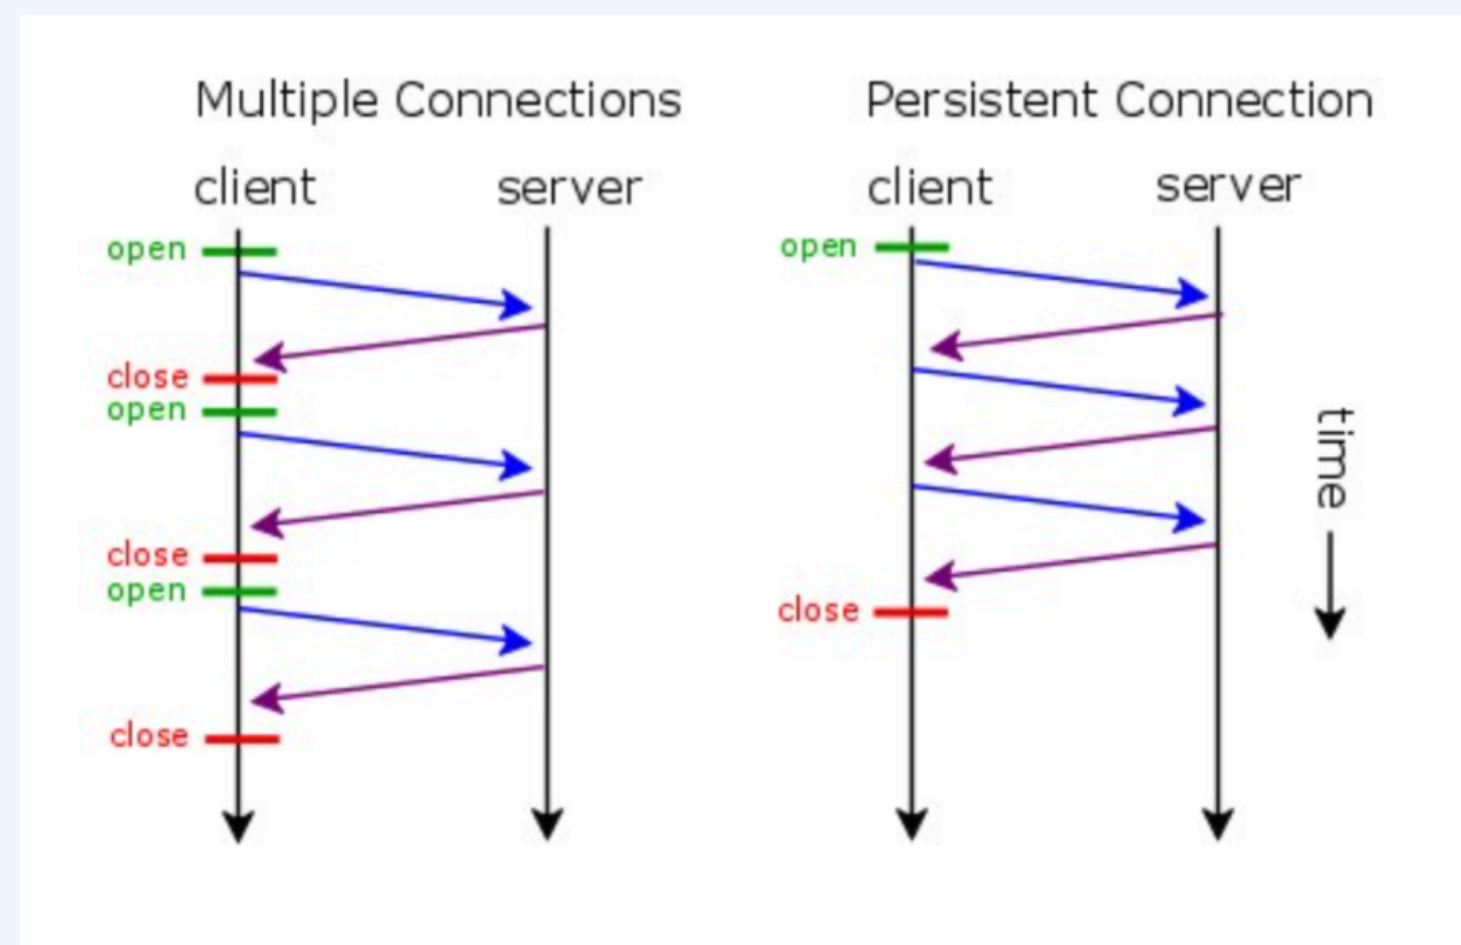 Multiple Connections
client server
open
close
open
close
open
close
Persistent Connection
client server
open
close
time